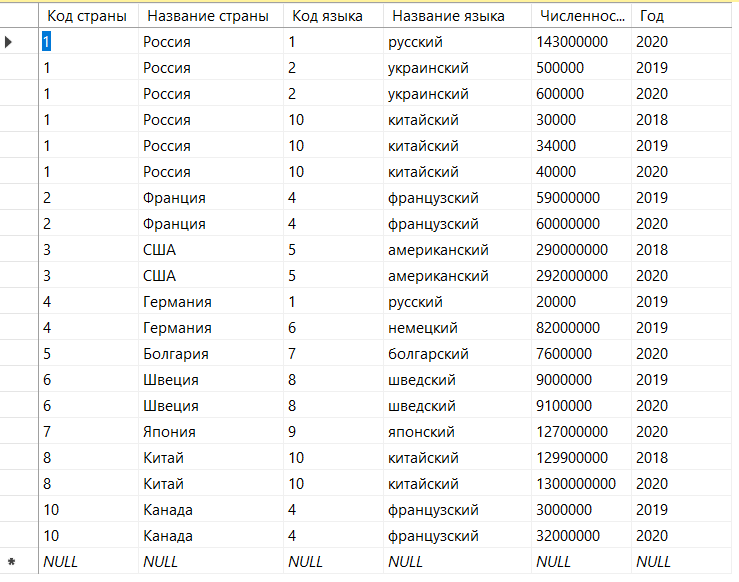 Код страны Название страны Код языка Название языка Численнос... Год
1 Россия 1 русский 143000000 2020
1 Россия 2 украинский 500000 2019
1 Россия 2 украинский 600000 2020
1 Россия 10 китайский 30000 2018
1 Россия 10 китайский 34000 2019
1 Россия 10 китайский 40000 2020
2 Франция 4 французский 59000000 2019
2 Франция 4 французский 60000000 2020
3 США 5 американский 290000000 2018
3 США 5 американский 292000000 2020
4 Германия 1 русский 20000 2019
4 Германия 6 немецкий 82000000 2019
5 Болгария 7 болгарский 7600000 2020
6 Швеция 8 шведский 9000000 2019
6 Швеция 8 шведский 9100000 2020
7 Япония 9 японский 127000000 2020
8 Китай 10 китайский 129900000 2018
8 Китай 10 китайский 1300000000 2020
10 Канада 4 французский 3000000 2019
10 Канада 4 французский 32000000 2020
NULL NULL NULL NULL NULL NULL